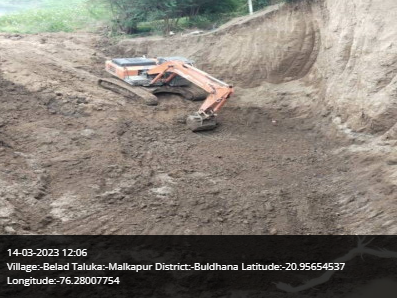 14-03-2023 12:06
Village:-Belad Taluka:-Malkapur District:-Buldhana Latitude:-20.95654537
Longitude:-76.28007754